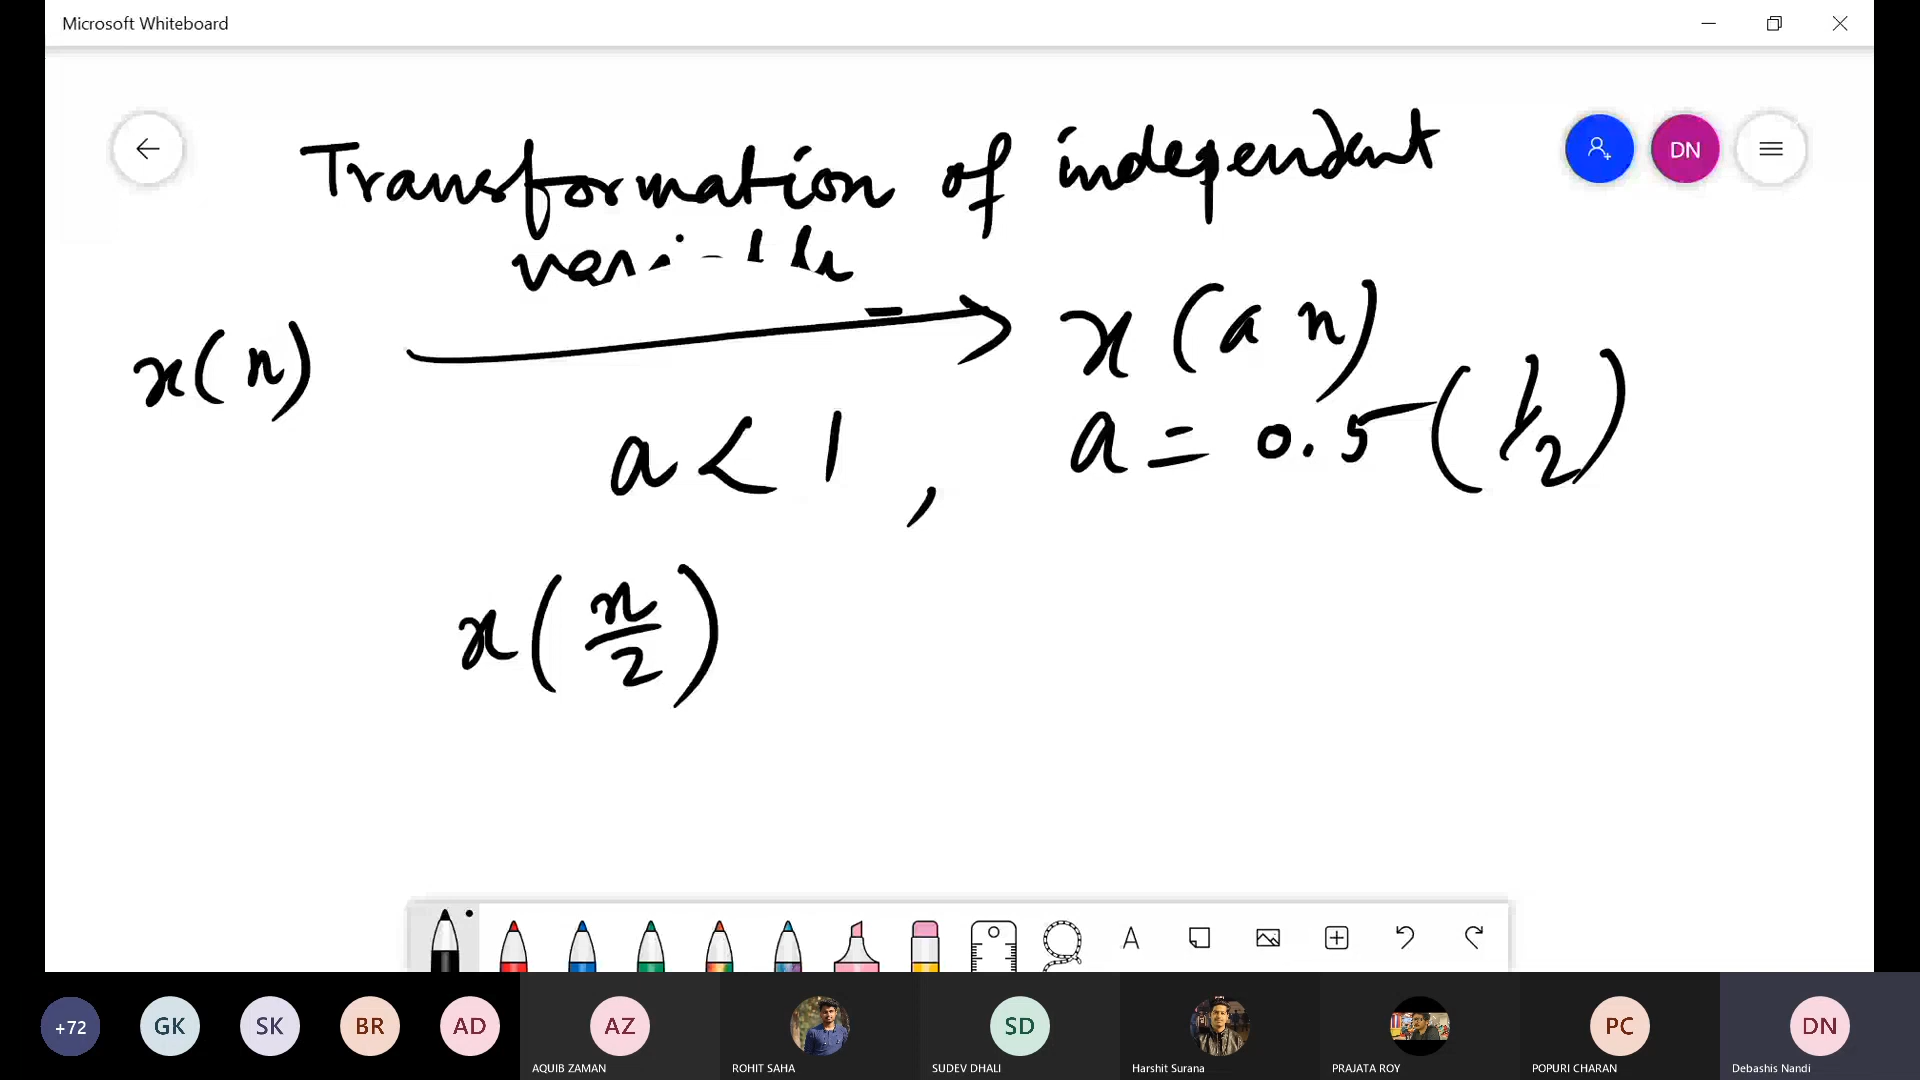 Microsoft Whiteboard
DN
Transformation of independent
x(n) x(a n)
a < 1 , a = 0.5 (1/2)
x(n/2)
A
+72 GK SK BR AD AZ SD PC DN
AQUIB ZAMAN ROHIT SAHA SUDEV DHALI Harshit Surana PRAJATA ROY POPURI CHARAN Debashis Nandi